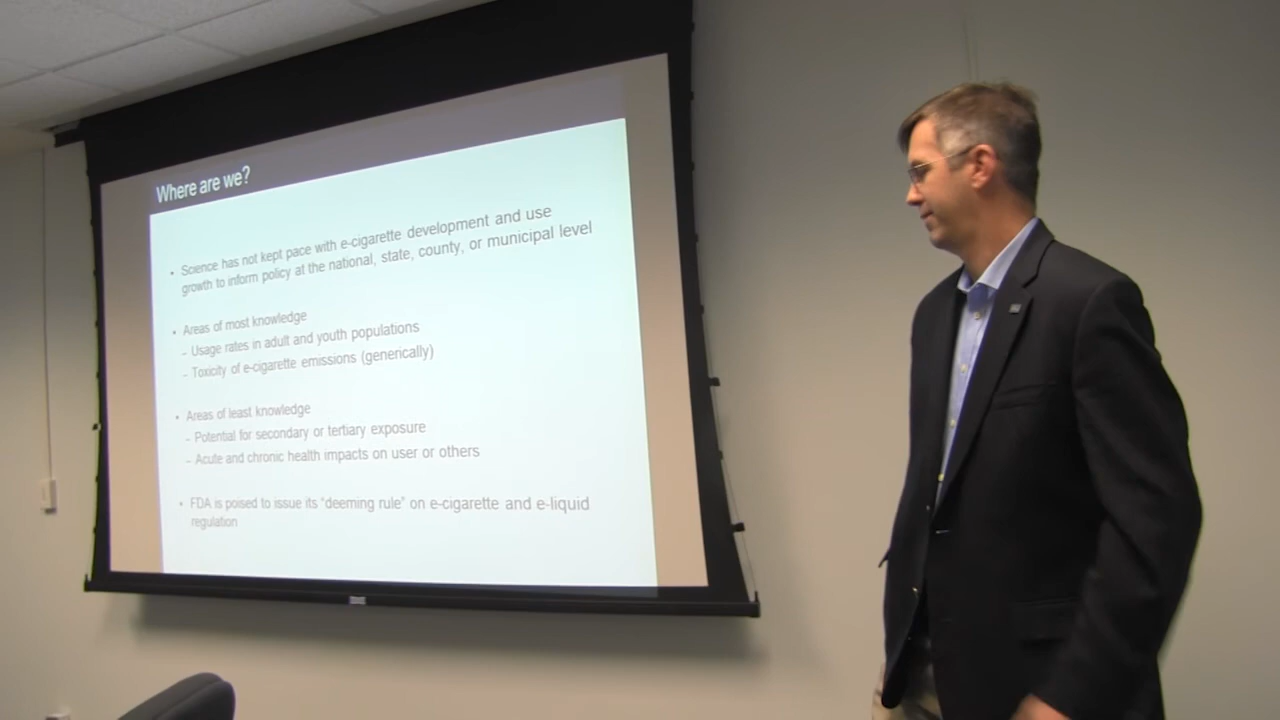 Where are we?
• Science has not kept pace with e-cigarette development and use
growth to inform policy at the national, state, county, or municipal level
• Areas of most knowledge
- Usage rates in adult and youth populations
- Toxicity of e-cigarette emissions (generically)
• Areas of least knowledge
- Potential for secondary or tertiary exposure
- Acute and chronic health impacts on user or others
• FDA is poised to issue its "deeming rule" on e-cigarette and e-liquid
regulation